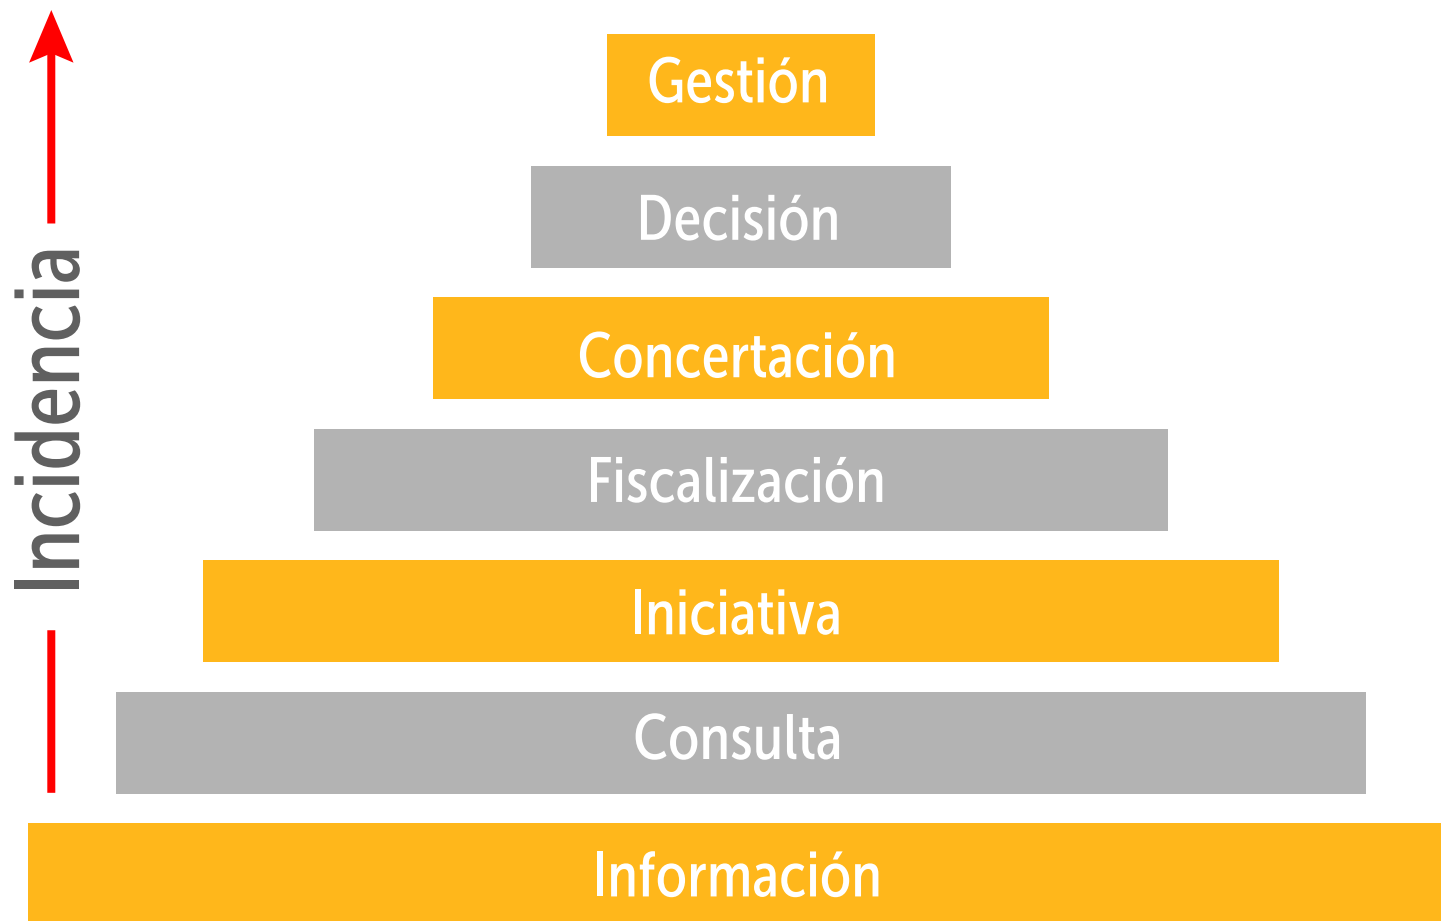 Gestión
Decisión
Concertación
Fiscalización
Iniciativa
Consulta
Información
Incidencia